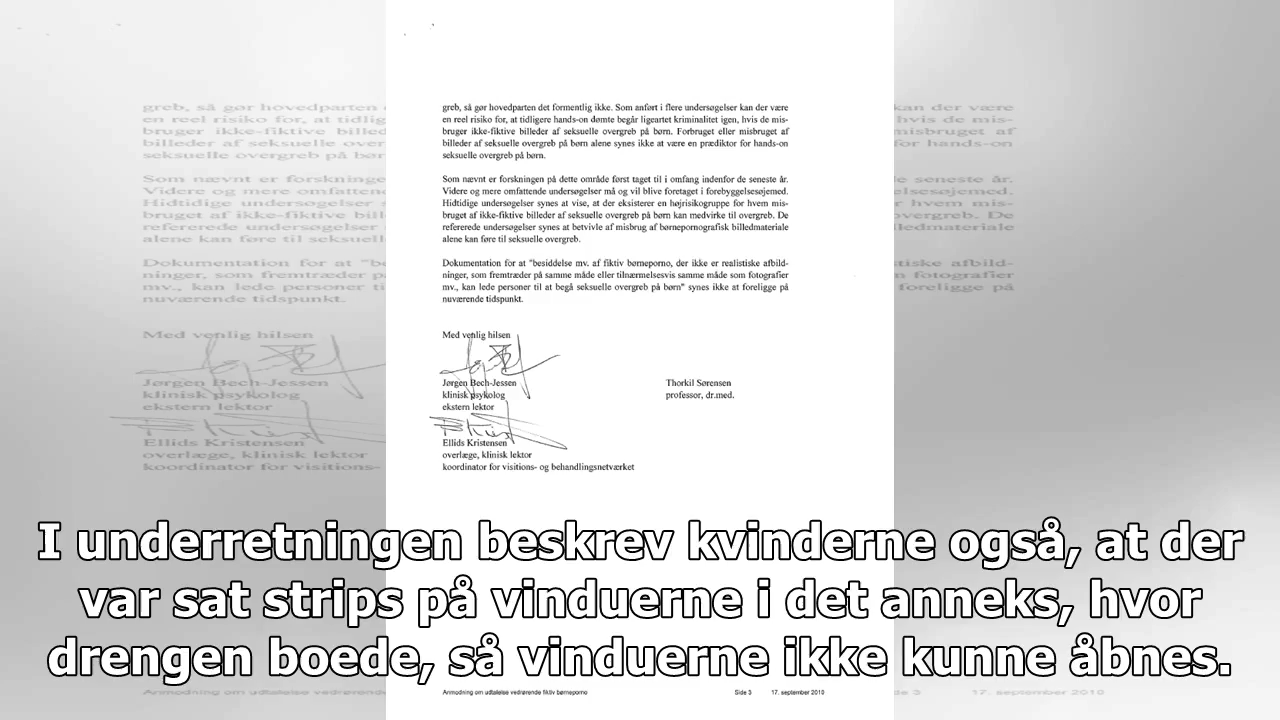 greb, så gør hovedparten det formentlig ikke. Som anført i flere undersøgelser kan der være
en reel risiko for, at tidligere hands-on dømte begår ligeartet kriminalitet igen, hvis de mis-
bruger ikke-fiktive billeder af seksuelle overgreb på børn. Forbruget eller misbruget af
billeder af seksuelle overgreb på børn alene synes ikke at være en prædiktor for hands-on
seksuelle overgreb på børn.
Som nævnt er forskningen på dette område først taget til i omfang indenfor de seneste år.
Videre og mere omfattende undersøgelser må og vil blive foretaget i forebyggelsesøjemed.
Hidtidige undersøgelser synes at vise, at der eksisterer en højrisikogruppe for hvem mis-
bruget af ikke-fiktive billeder af seksuelle overgreb på børn kan medvirke til overgreb. De
refererede undersøgelser synes at betvivle af misbrug af børnepornografisk billedmateriale
alene kan føre til seksuelle overgreb.
Dokumentation for at "besiddelse mv. af fiktiv børneporno, der ikke er realistiske afbild-
ninger, som fremtræder på samme måde eller tilnærmelsesvis samme måde som fotografier
mv., kan lede personer til at begå seksuelle overgreb på børn" synes ikke at foreligge på
nuværende tidspunkt.
Med venlig hilsen
Jørgen Bech-Jessen Thorkil Sørensen
klinisk psykolog professor, dr.med.
ekstern lektor
Ellids Kristensen
overlæge, klinisk lektor
koordinator for visitions- og behandlingsnetværket
I underretningen beskrev kvinderne også, at der
var sat strips på vinduerne i det anneks, hvor
drengen boede, så vinduerne ikke kunne åbnes.
Anmodning om udtalelse vedrørende fiktiv børneporno Side 3 17. september 2010